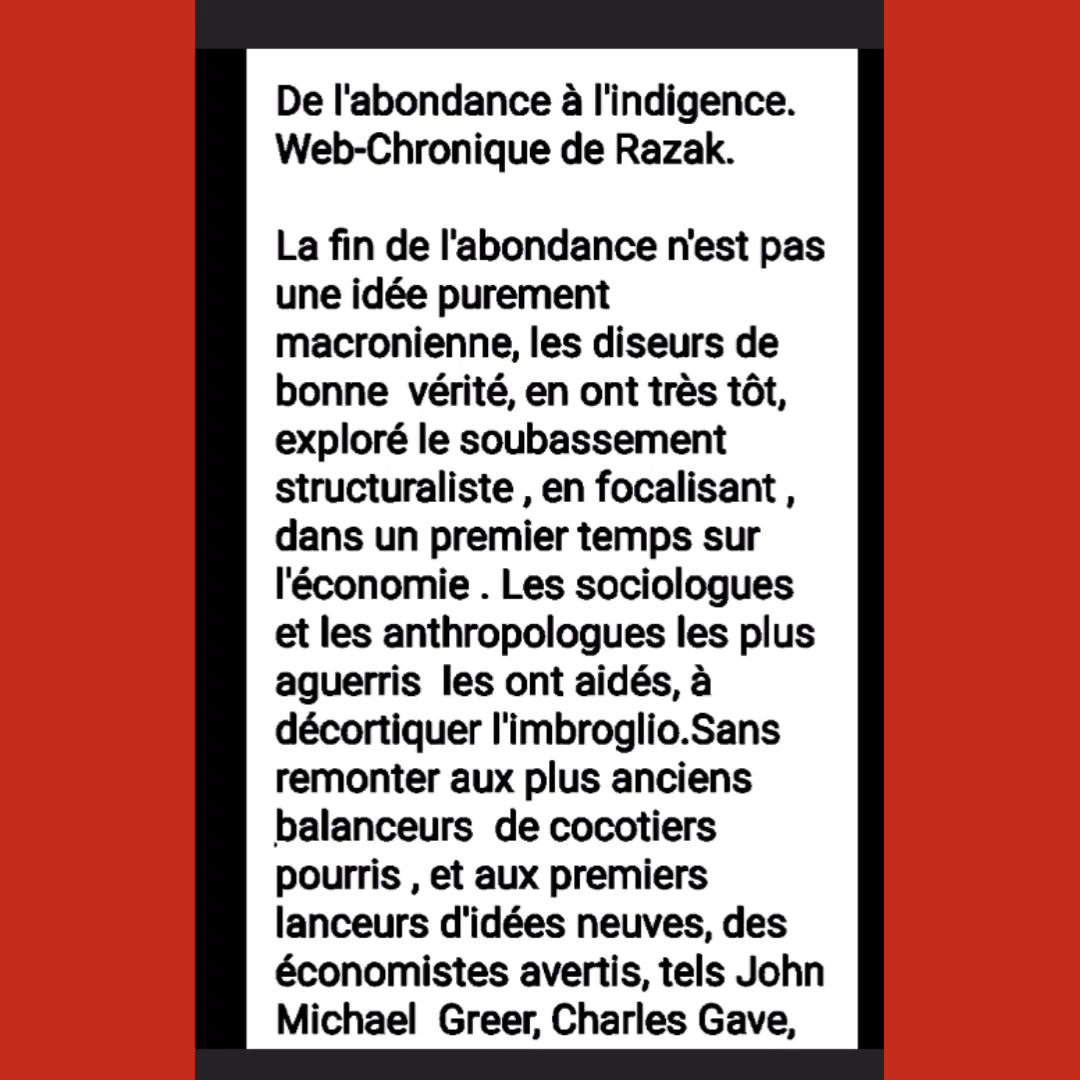 De l'abondance à l'indigence.
Web-Chronique de Razak.
La fin de l'abondance n'est pas
une idée purement
macronienne, les diseurs de
bonne  vérité, en ont très tôt,
exploré le soubassement
structuraliste , en focalisant ,
dans un premier temps sur
l'économie . Les sociologues
et les anthropologues les plus
aguerris  les ont aidés, à
décortiquer l'imbroglio.Sans
remonter aux plus anciens
balanceurs  de cocotiers
pourris , et aux premiers
lanceurs d'idées neuves, des
économistes avertis, tels John
Michael  Greer, Charles Gave,